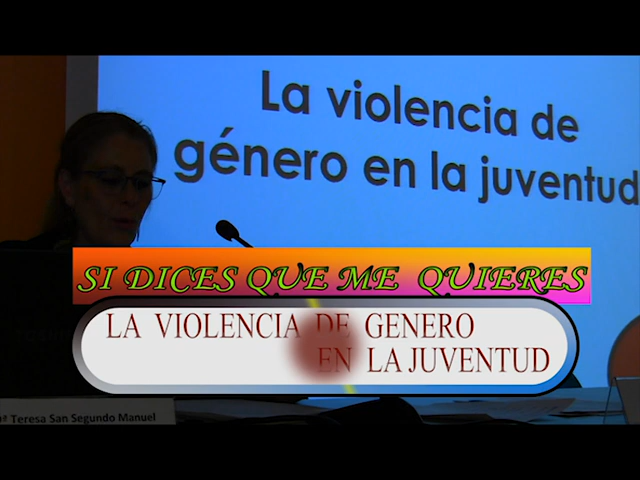 La violencia de
género en la juventud
SI DICES QUE ME QUIERES
LA VIOLENCIA DE GENERO
EN LA JUVENTUD
ª Teresa San Segundo Manuel